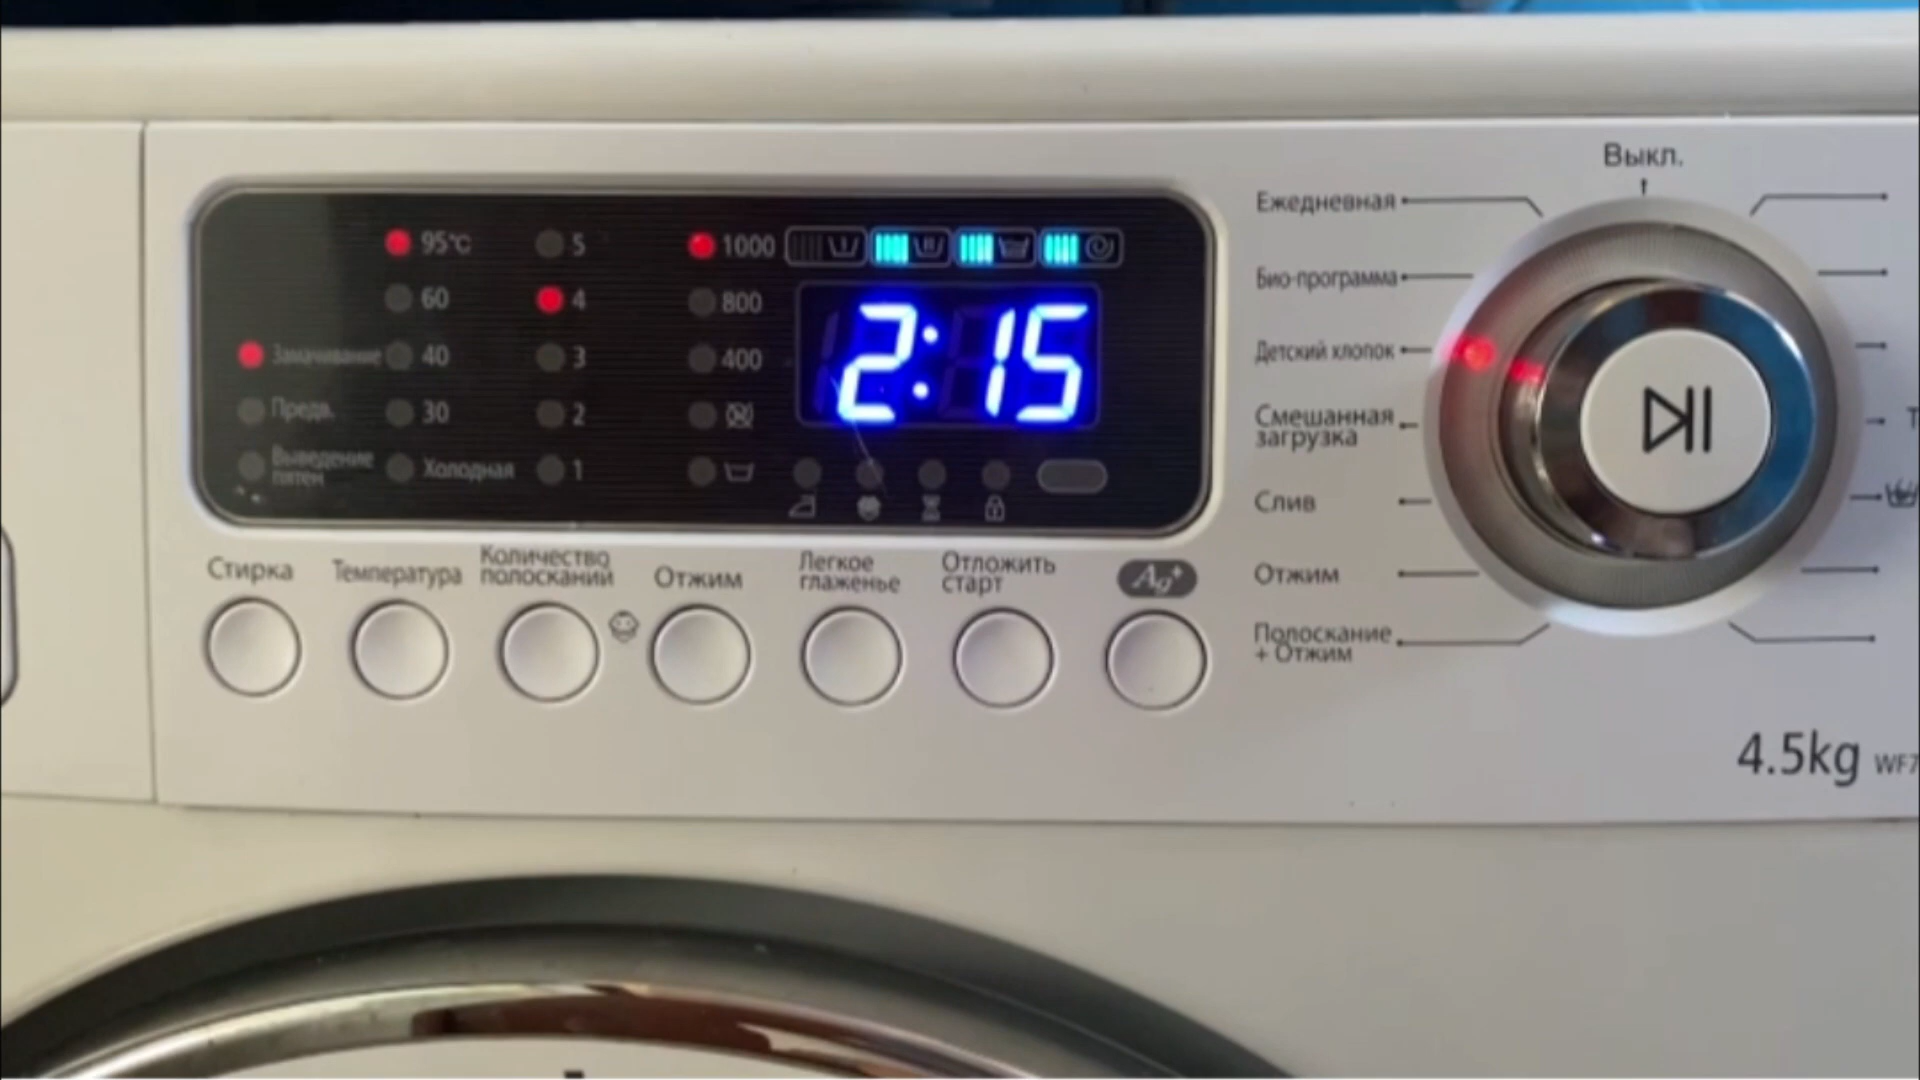 Выкл.
Ежедневная
Био-программа
Детский хлопок
Смешанная
загрузка
Слив
Отжим
Полоскание
+ Отжим
95°C 5 1000
60 4 800
Замачивание 40 3 400
Предв. 30 2
Выведение
пятен Холодная 1
2:15
Стирка
Температура
Количество
полосканий
Отжим
Легкое
глаженье
Отложить
старт
Ag+
4.5kg WF7